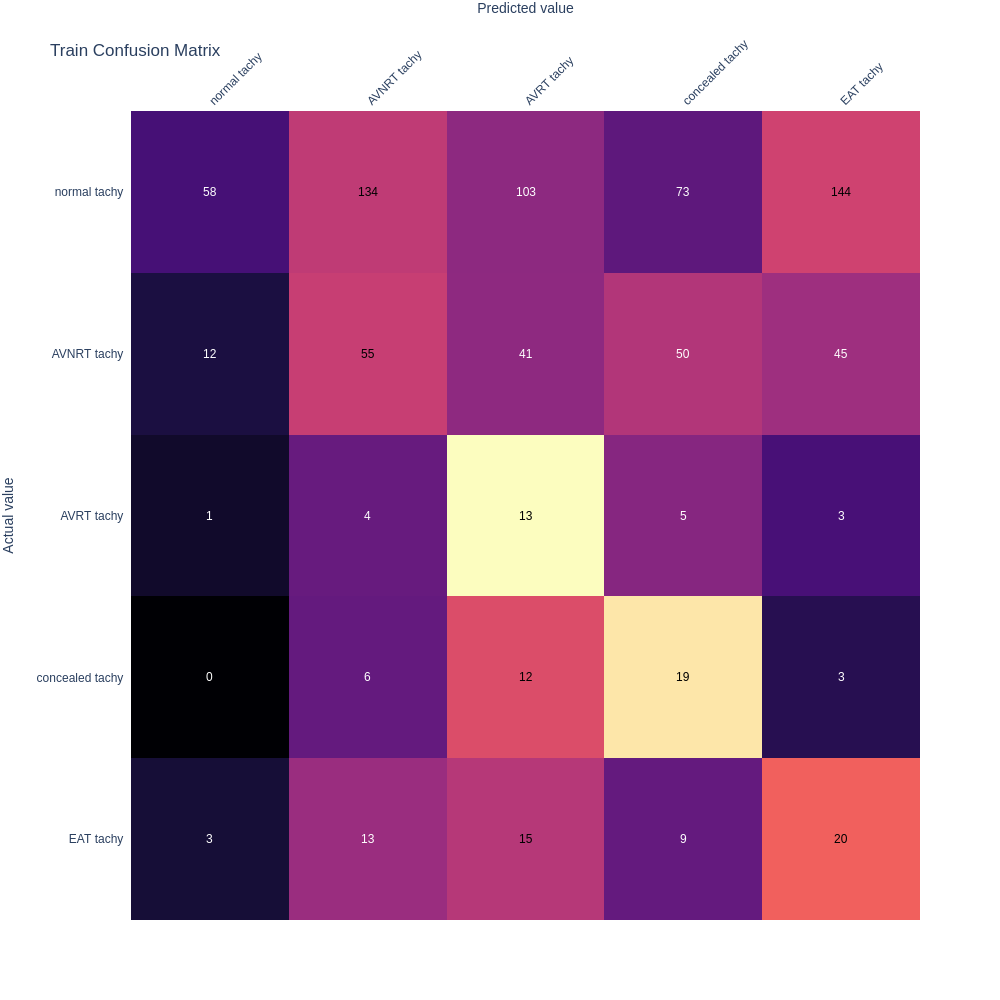 Predicted value
Train Confusion Matrix
normal tachy AVNRT tachy AVRT tachy concealed tachy EAT tachy
normal tachy 58 134 103 73 144
AVNRT tachy 12 55 41 50 45
Actual value
AVRT tachy 1 4 13 5 3
concealed tachy 0 6 12 19 3
EAT tachy 3 13 15 9 20